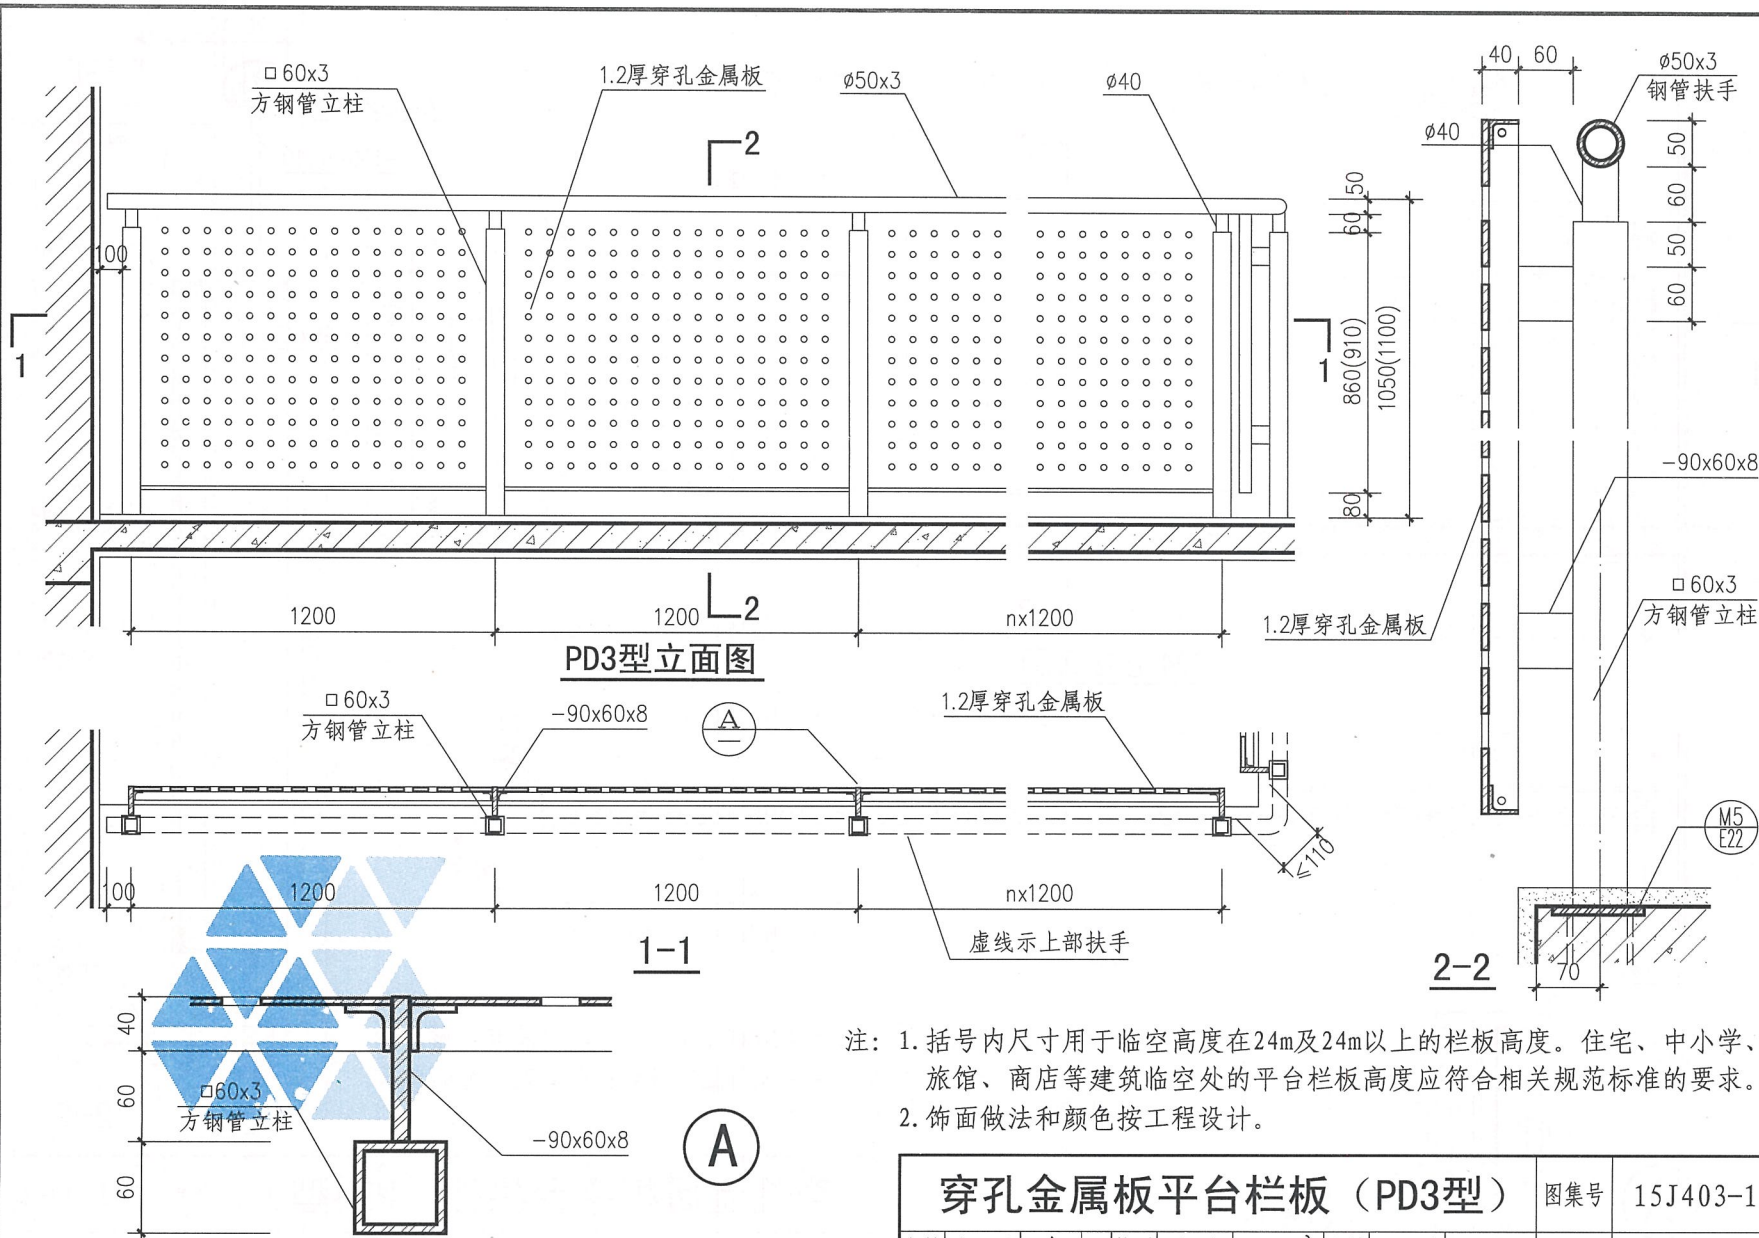 □60x3
方钢管立柱
1.2厚穿孔金属板
ø50x3
ø40
2
100
1
1
50
60
860(910)
80
1050(1100)
1200
1200
nx1200
2
PD3型立面图
40
60
ø50x3
钢管扶手
ø40
50
60
50
60
-90x60x8
□60x3
方钢管立柱
1.2厚穿孔金属板
M5
E22
70
2-2
□60x3
方钢管立柱
-90x60x8
A
1.2厚穿孔金属板
≤110
100
1200
1200
nx1200
虚线示上部扶手
1-1
40
60
60
□60x3
方钢管立柱
-90x60x8
A
注: 1.括号内尺寸用于临空高度在24m及24m以上的栏板高度。住宅、中小学、
旅馆、商店等建筑临空处的平台栏板高度应符合相关规范标准的要求。
2.饰面做法和颜色按工程设计。
穿孔金属板平台栏板（PD3型）
图集号
15J403-1